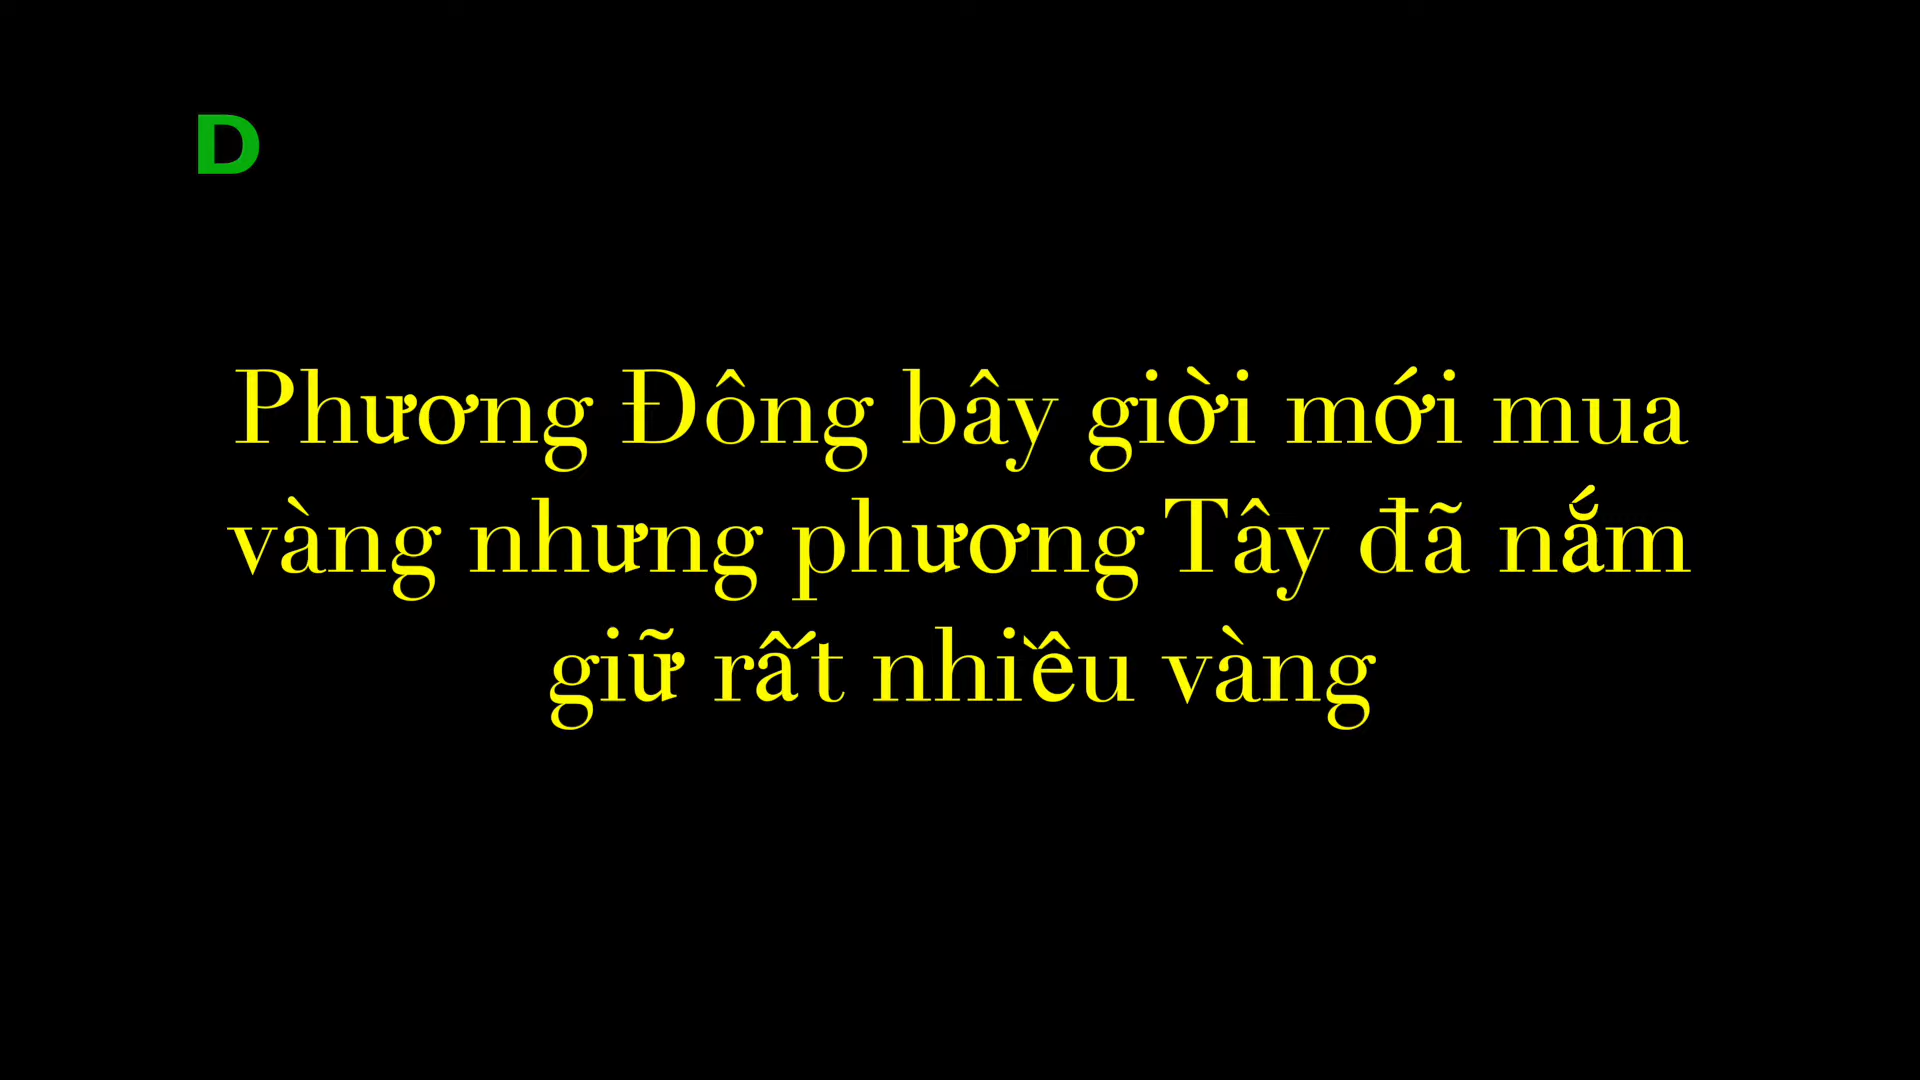 D
Phương Đông bây giời mới mua
vàng nhưng phương Tây đã nắm
giữ rất nhiều vàng